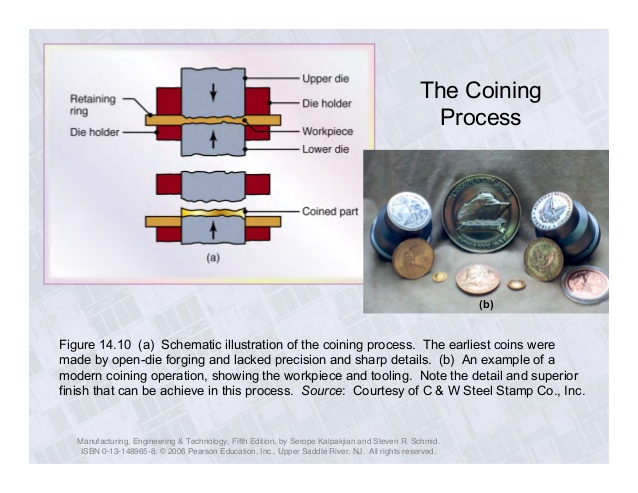 The Coining
Process
Upper die
Die holder
Retaining
ring
Die holder
Workpiece
Lower die
Coined part
(a)
(b)
Figure 14.10 (a) Schematic illustration of the coining process. The earliest coins were
made by open-die forging and lacked precision and sharp details. (b) An example of a
modern coining operation, showing the workpiece and tooling. Note the detail and superior
finish that can be achieve in this process. Source: Courtesy of C & W Steel Stamp Co., Inc.
Manufacturing, Engineering & Technology, Fifth Edition, by Serope Kalpakjian and Steven R. Schmid.
ISBN 0-13-148965-8. © 2006 Pearson Education, Inc., Upper Saddle River, NJ. All rights reserved.